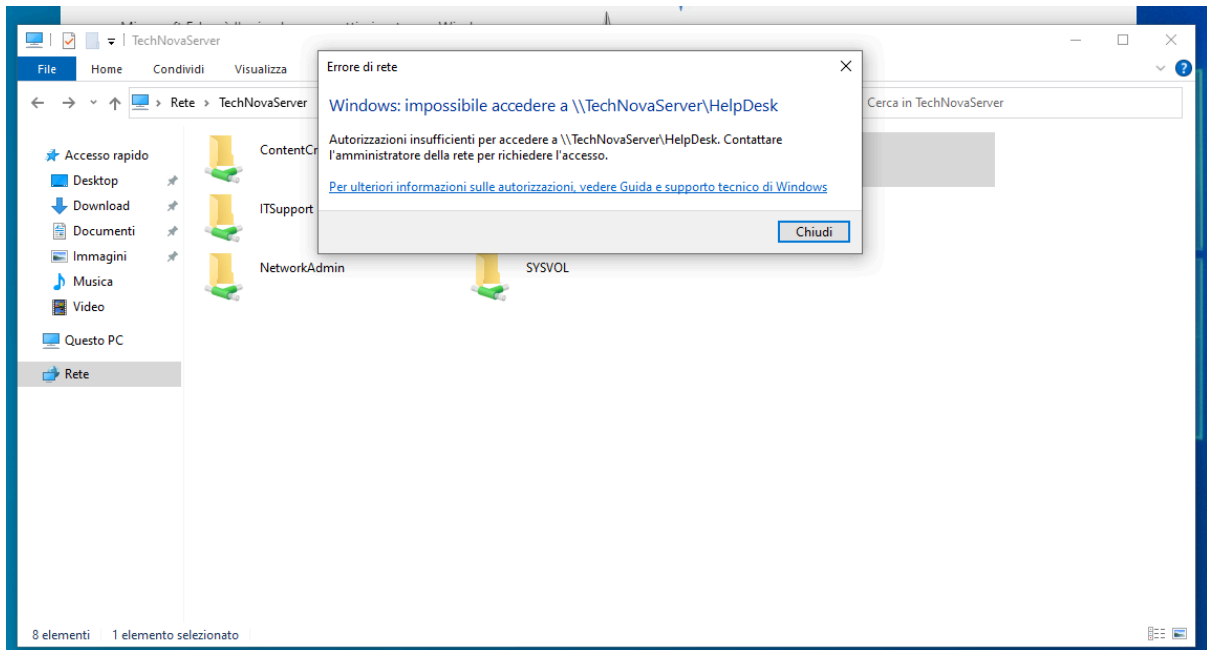 TechNovaServer
File Home Condividi Visualizza
Rete > TechNovaServer
Cerca in TechNovaServer
Errore di rete
Windows: impossibile accedere a \\TechNovaServer\HelpDesk
Autorizzazioni insufficienti per accedere a \\TechNovaServer\HelpDesk. Contattare
l'amministratore della rete per richiedere l'accesso.
Per ulteriori informazioni sulle autorizzazioni, vedere Guida e supporto tecnico di Windows
Chiudi
Accesso rapido
Desktop
Download
Documenti
Immagini
Musica
Video
Questo PC
Rete
ContentCr
ITSupport
NetworkAdmin
SYSVOL
8 elementi 1 elemento selezionato